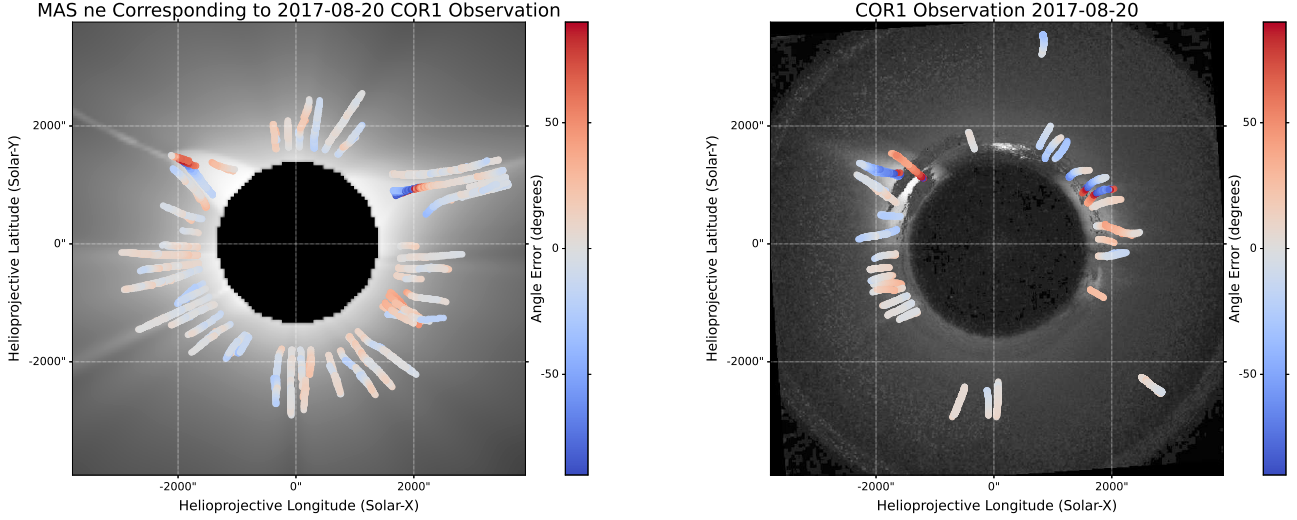 MAS ne Corresponding to 2017-08-20 COR1 Observation
2000"
0"
-2000"
Helioprojective Latitude (Solar-Y)
-2000"
0"
2000"
Helioprojective Longitude (Solar-X)
50
0
-50
Angle Error (degrees)
COR1 Observation 2017-08-20
2000"
0"
-2000"
Helioprojective Latitude (Solar-Y)
-2000"
0"
2000"
Helioprojective Longitude (Solar-X)
50
0
-50
Angle Error (degrees)